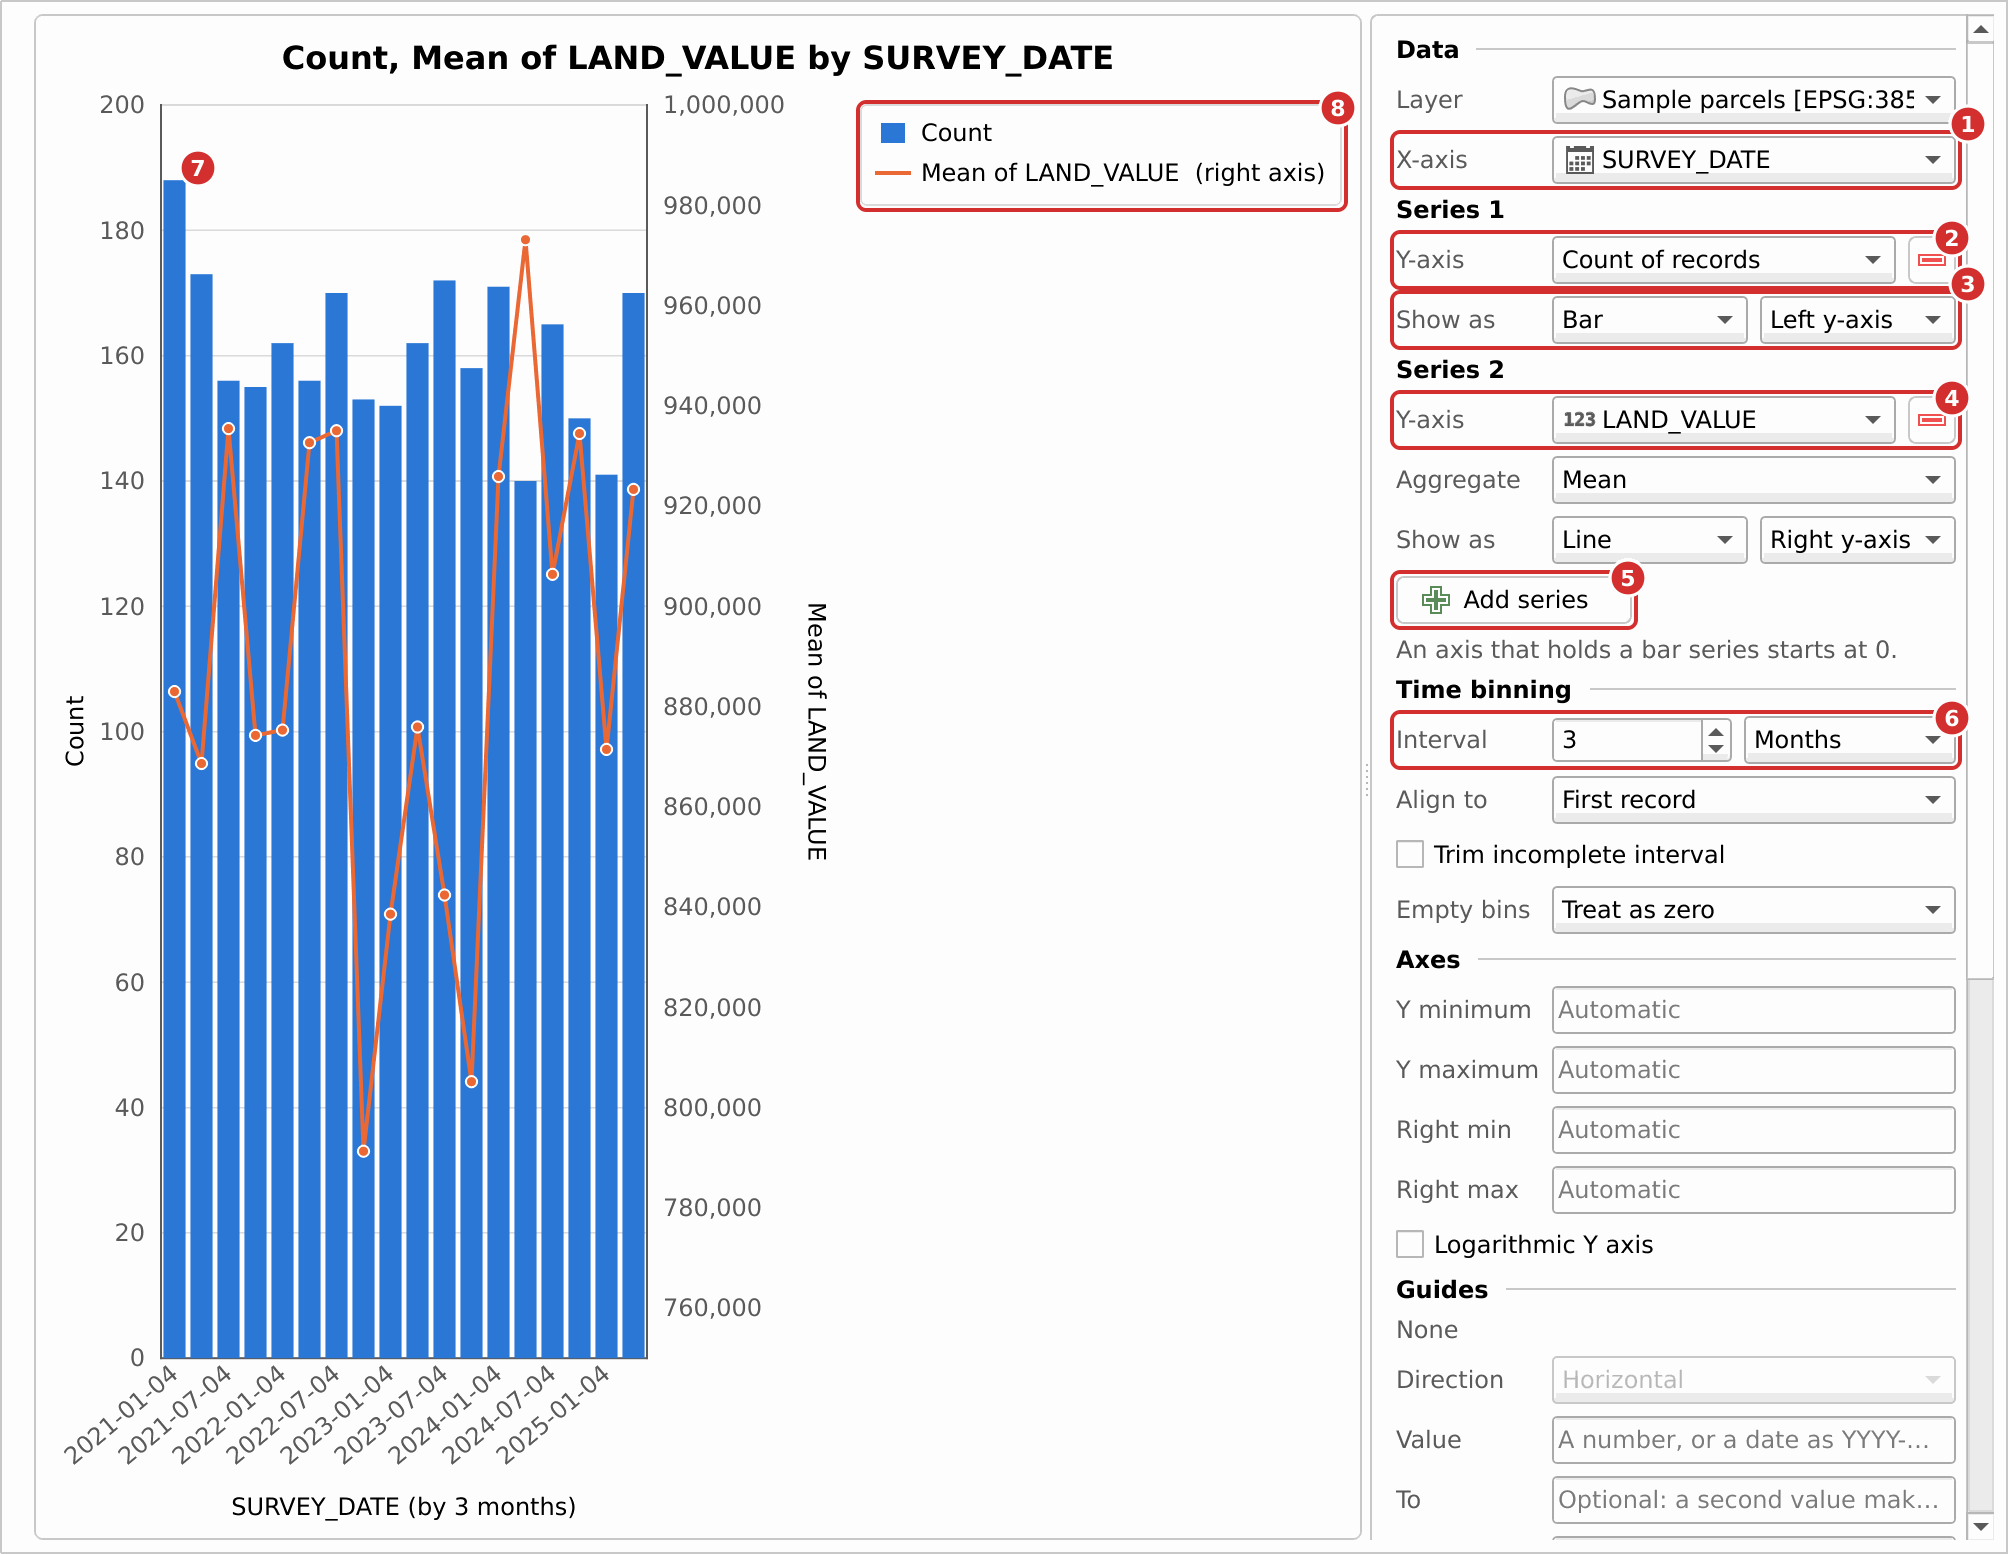 Count, Mean of LAND_VALUE by SURVEY_DATE
200
180
160
140
120
100
80
60
40
20
0
Count
1,000,000
980,000
960,000
940,000
920,000
900,000
880,000
860,000
840,000
820,000
800,000
780,000
760,000
Mean of LAND_VALUE
2021-01-04
2021-07-04
2022-01-04
2022-07-04
2023-01-04
2023-07-04
2024-01-04
2024-07-04
2025-01-04
SURVEY_DATE (by 3 months)
7
8
Count
Mean of LAND_VALUE (right axis)
Data
Layer Sample parcels [EPSG:385
1
X-axis SURVEY_DATE
Series 1
2
Y-axis Count of records
3
Show as Bar Left y-axis
Series 2
4
Y-axis 123 LAND_VALUE
Aggregate Mean
Show as Line Right y-axis
5
Add series
An axis that holds a bar series starts at 0.
Time binning
6
Interval 3 Months
Align to First record
Trim incomplete interval
Empty bins Treat as zero
Axes
Y minimum Automatic
Y maximum Automatic
Right min Automatic
Right max Automatic
Logarithmic Y axis
Guides
None
Direction Horizontal
Value A number, or a date as YYYY-...
To Optional: a second value mak...